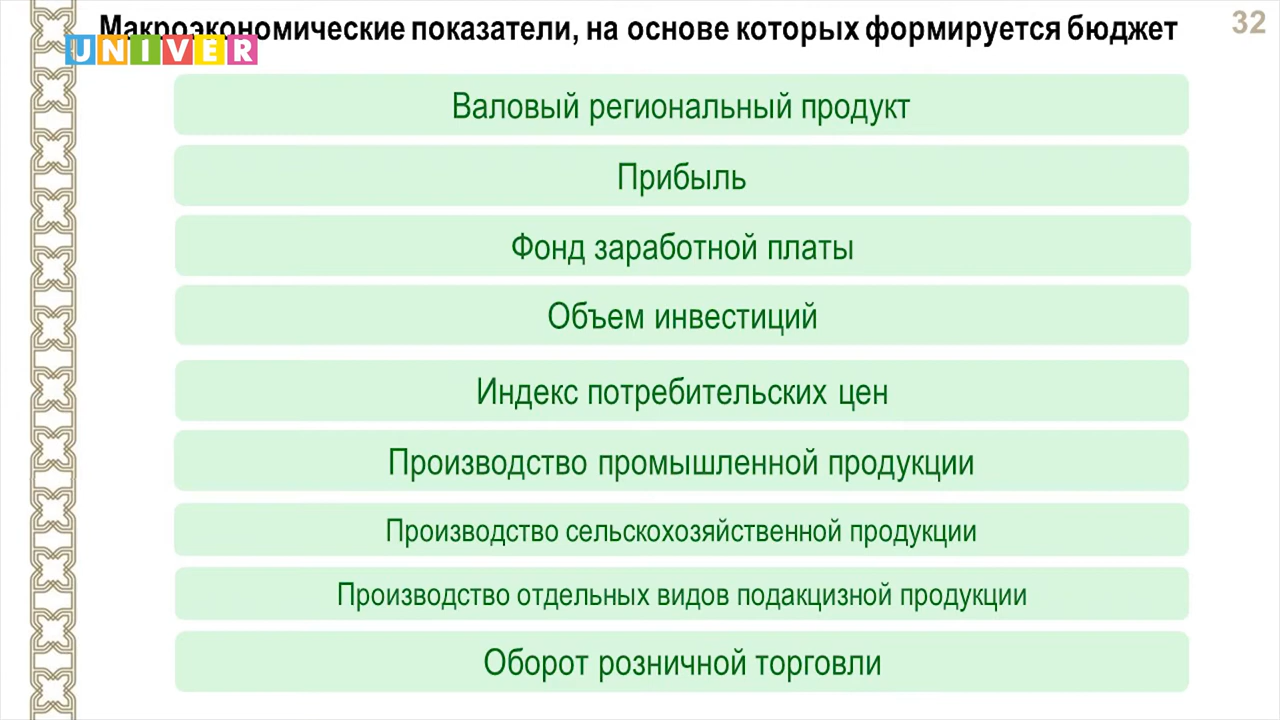 Макроэкономические показатели, на основе которых формируется бюджет
32
UNIVER
Валовый региональный продукт
Прибыль
Фонд заработной платы
Объем инвестиций
Индекс потребительских цен
Производство промышленной продукции
Производство сельскохозяйственной продукции
Производство отдельных видов подакцизной продукции
Оборот розничной торговли